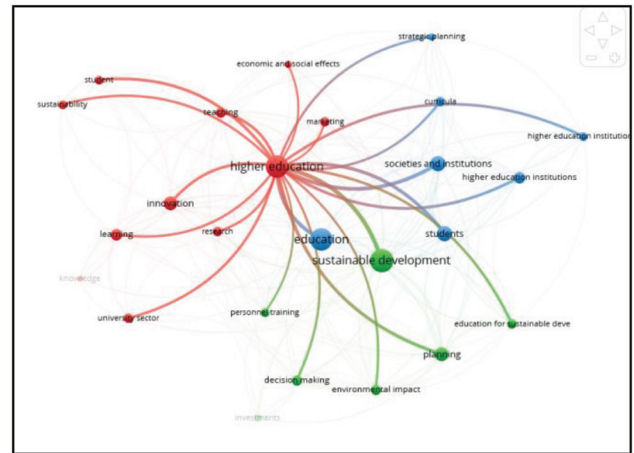 strategic planning
economic and social effects
student
sustainability
curricula
teaching
marketing
higher education institution
higher education
societies and institutions
higher education institutions
innovation
learning
research
education
students
sustainable development
knowledge
personnel training
university sector
education for sustainable deve
planning
decision making
environmental impact
investments